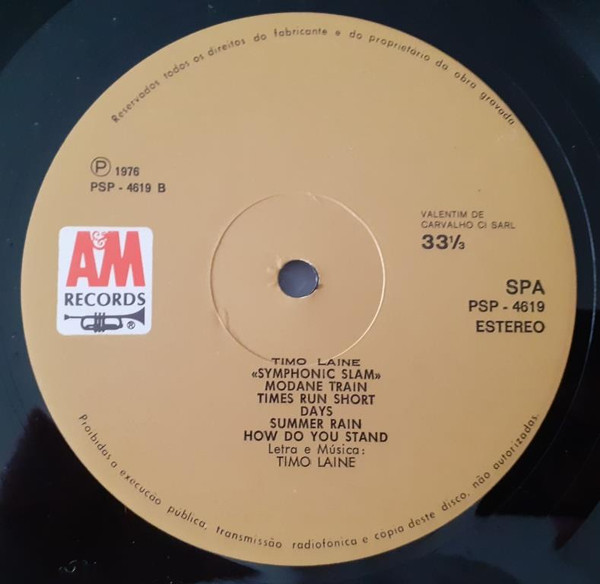 Reservados todos os direitos do fabricante e do proprietário da obra gravada
Ⓟ 1976
PSP - 4619 B
VALENTIM DE
CARVALHO CI SARL
33⅓
A&M
RECORDS
®
SPA
PSP - 4619
ESTEREO
TIMO LAINE
«SYMPHONIC SLAM»
MODANE TRAIN
TIMES RUN SHORT
DAYS
SUMMER RAIN
HOW DO YOU STAND
Letra e Música:
TIMO LAINE
Proibidas a execução publica, transmissão radiofonica e copia deste disco, não autorizadas.